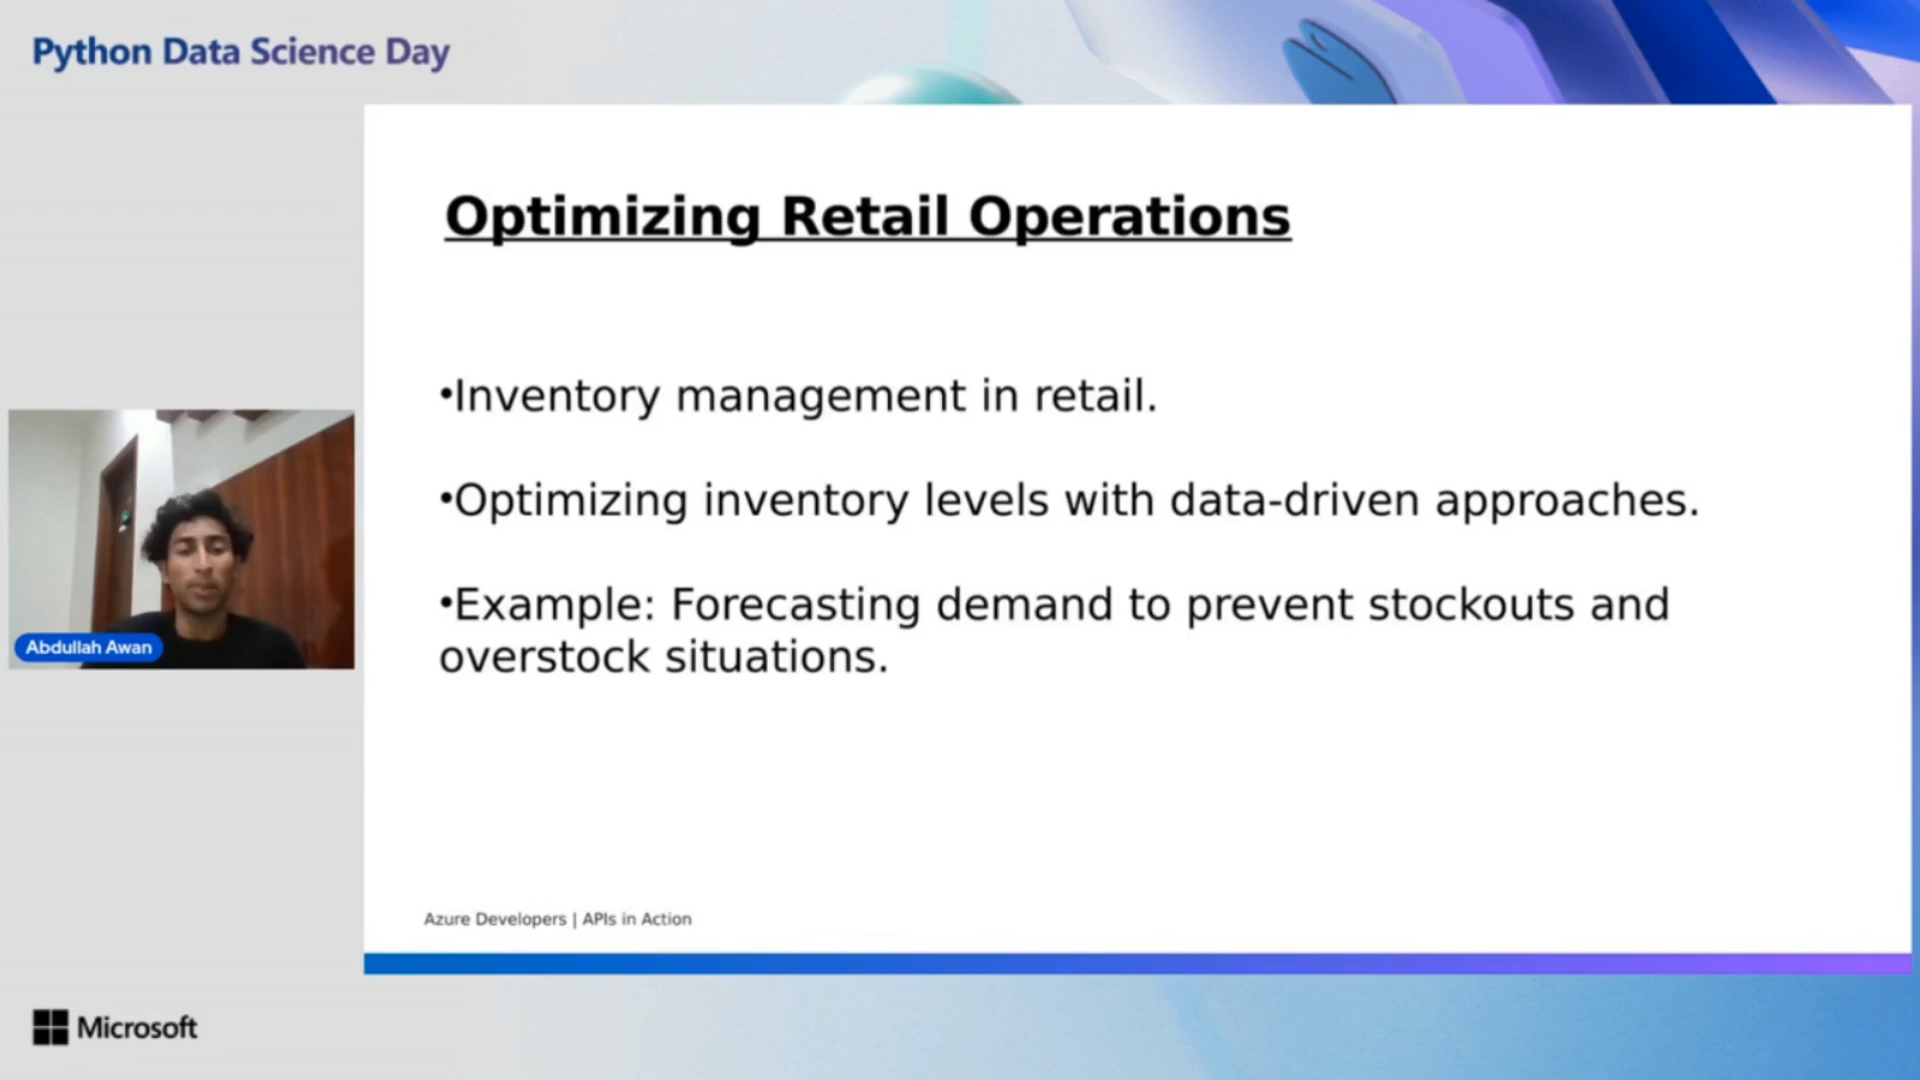 Python Data Science Day
Optimizing Retail Operations
•Inventory management in retail.
•Optimizing inventory levels with data-driven approaches.
•Example: Forecasting demand to prevent stockouts and
overstock situations.
Abdullah Awan
Azure Developers | APIs in Action
Microsoft